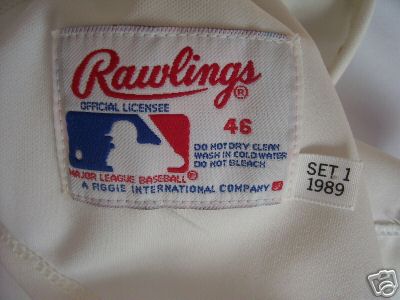 Rawlings®
OFFICIAL LICENSEE
46
DO NOT DRY CLEAN
WASH IN COLD WATER
DO NOT BLEACH
MAJOR LEAGUE BASEBALL®
A FIGGIE INTERNATIONAL COMPANY
SET 1
1989
iPIX